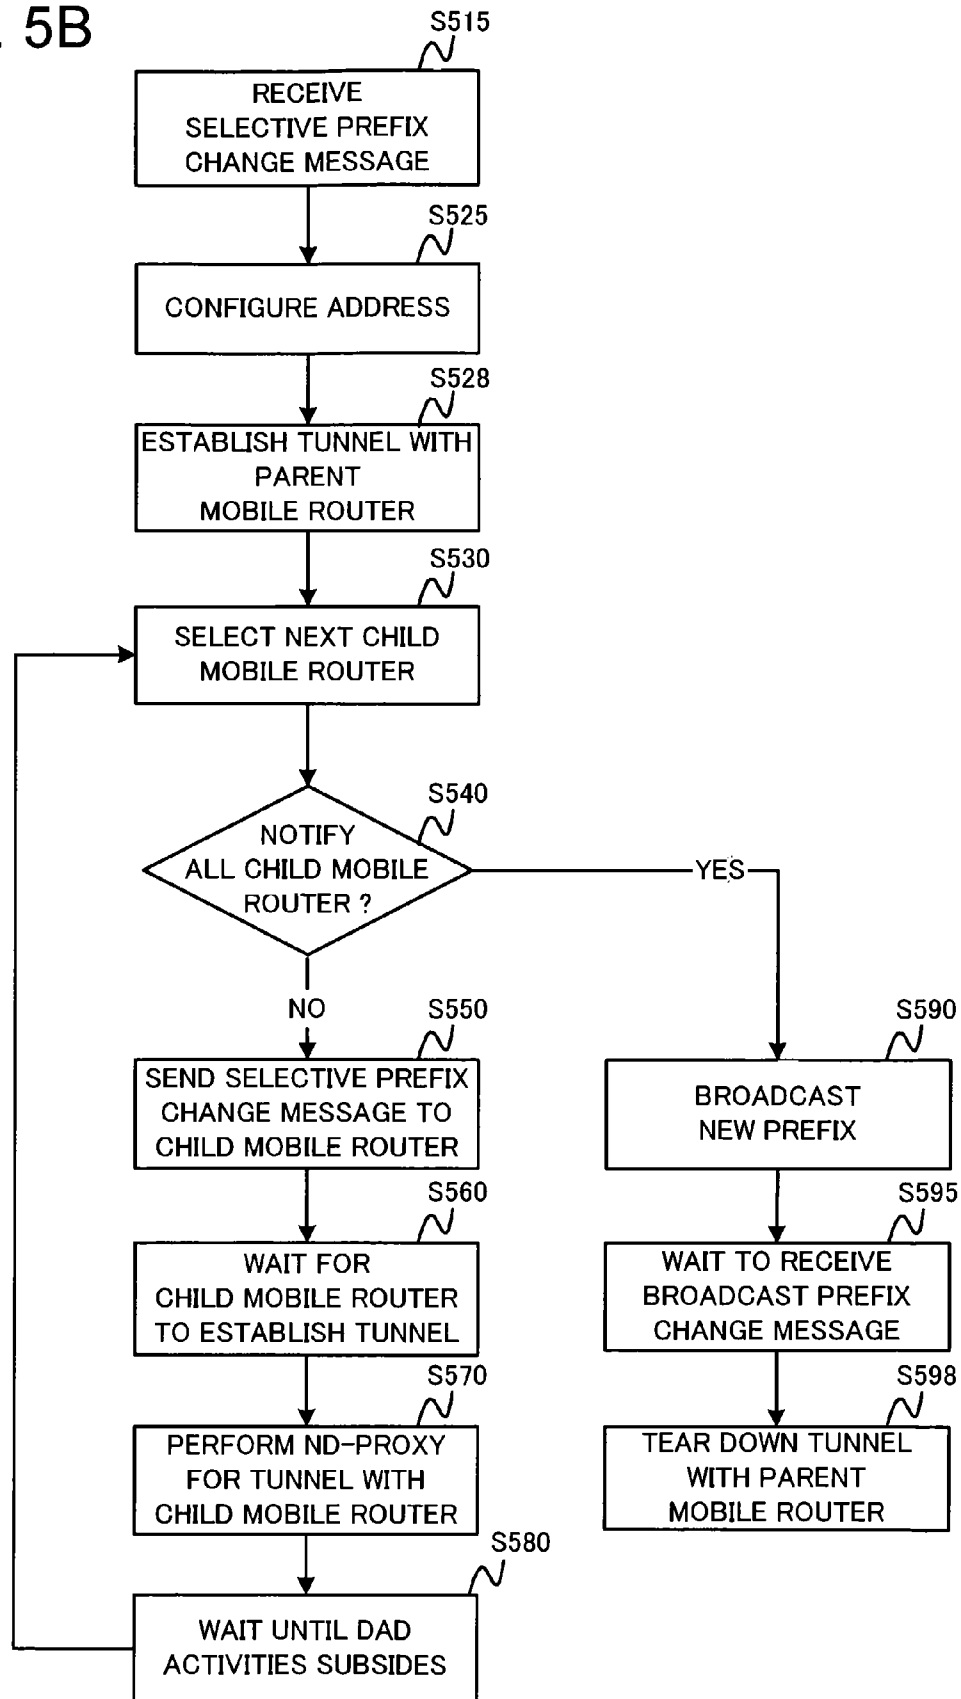 5B
S515
RECEIVE
SELECTIVE PREFIX
CHANGE MESSAGE
S525
CONFIGURE ADDRESS
S528
ESTABLISH TUNNEL WITH
PARENT
MOBILE ROUTER
S530
SELECT NEXT CHILD
MOBILE ROUTER
S540
NOTIFY
ALL CHILD MOBILE
ROUTER ?
YES
NO
S550
SEND SELECTIVE PREFIX
CHANGE MESSAGE TO
CHILD MOBILE ROUTER
S560
WAIT FOR
CHILD MOBILE ROUTER
TO ESTABLISH TUNNEL
S570
PERFORM ND-PROXY
FOR TUNNEL WITH
CHILD MOBILE ROUTER
S580
WAIT UNTIL DAD
ACTIVITIES SUBSIDES
S590
BROADCAST
NEW PREFIX
S595
WAIT TO RECEIVE
BROADCAST PREFIX
CHANGE MESSAGE
S598
TEAR DOWN TUNNEL
WITH PARENT
MOBILE ROUTER